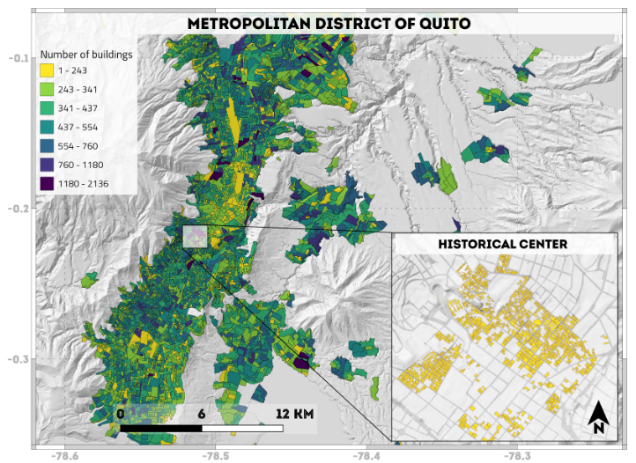 METROPOLITAN DISTRICT OF QUITO
Number of buildings
1 - 243
243 - 341
341 - 437
437 - 554
554 - 760
760 - 1180
1180 - 2136
-0.1
-0.2
-0.3
HISTORICAL CENTER
0 6 12 KM
N
-78.6 -78.5 -78.4 -78.3